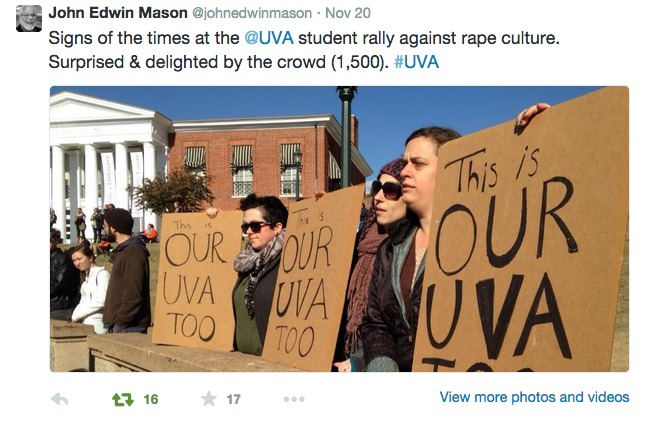 John Edwin Mason @johnedwinmason · Nov 20
Signs of the times at the @UVA student rally against rape culture.
Surprised & delighted by the crowd (1,500). #UVA
This is
OUR
UVA
TOO
This is
OUR
UVA
TOO
This is
OUR
UVA
TOO
16
17
View more photos and videos